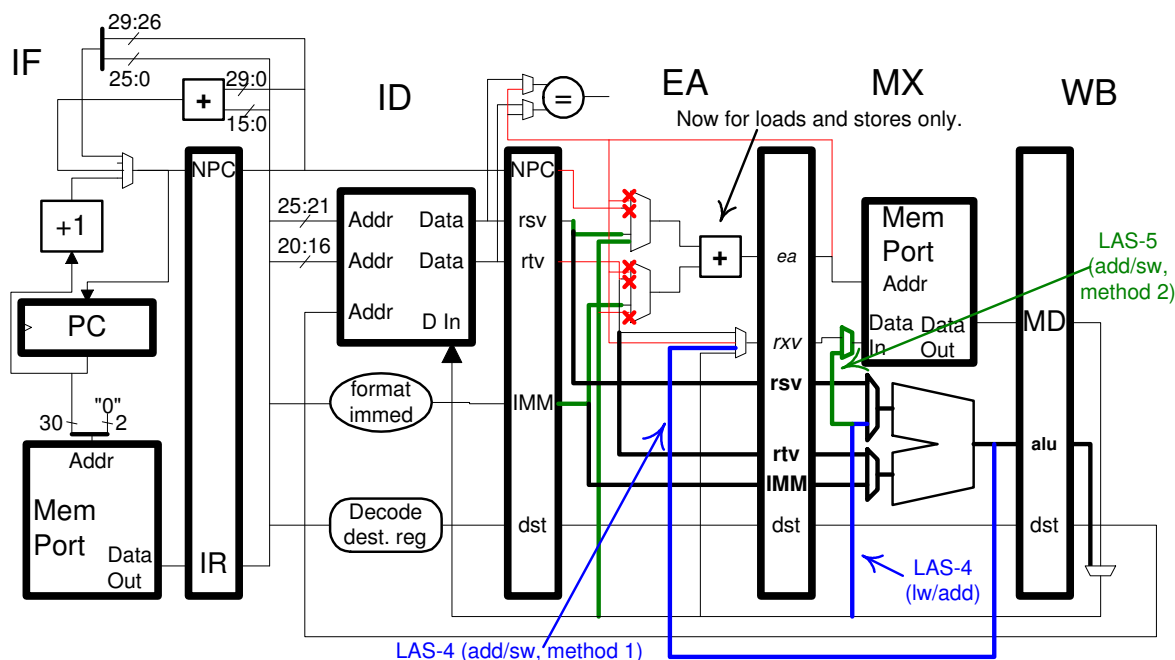 29:26
IF
25:0
29:0
+
15:0
ID
=
EA
MX
WB
Now for loads and stores only.
NPC
NPC
+1
25:21
20:16
Addr
Data
Addr
Data
Addr
D In
rsv
rtv
+
ea
Mem
Port
Addr
Data
In
Data
Out
LAS-5
(add/sw,
method 2)
PC
MD
rxv
rsv
format
immed
IMM
30
"0"
2
Addr
Mem
Port
Data
Out
rtv
IMM
alu
IR
Decode
dest. reg
dst
dst
dst
LAS-4
(lw/add)
LAS-4 (add/sw, method 1)